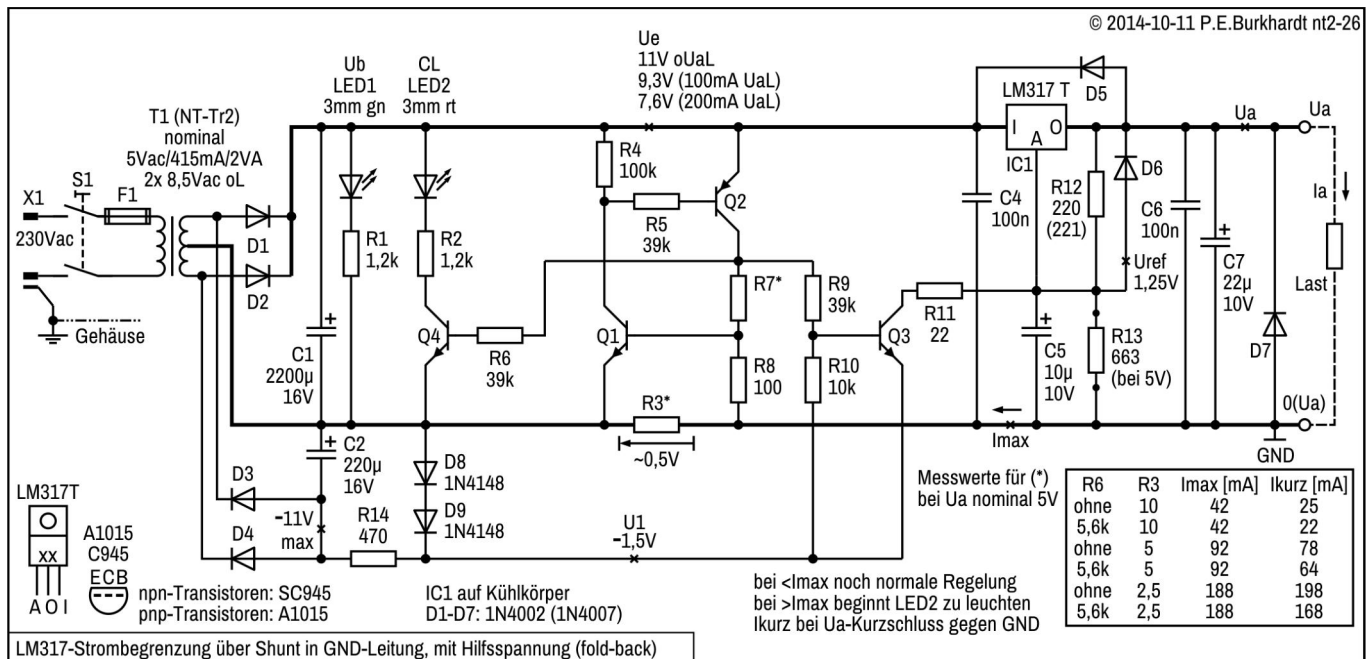 © 2014-10-11 P.E.Burkhardt nt2-26
Ub
LED1
3mm gn
CL
LED2
3mm rt
Ue
11V oUaL
9,3V (100mA UaL)
7,6V (200mA UaL)
T1 (NT-Tr2)
nominal
5Vac/415mA/2VA
2x 8,5Vac oL
X1
S1
F1
230Vac
Gehäuse
D1
D2
R1
1,2k
R2
1,2k
R4
100k
R5
39k
Q2
LM317 T
I
O
A
IC1
D5
Ua
Ua
C4
100n
R12
220
(221)
D6
C6
100n
Ia
Uref
1,25V
C7
22µ
10V
Last
C1
2200µ
16V
Q4
R6
39k
Q1
R7*
R8
100
R9
39k
R10
10k
Q3
R11
22
C5
10µ
10V
R13
663
(bei 5V)
D7
R3*
~0,5V
Imax
0(Ua)
GND
C2
220µ
16V
D3
D4
-11V
max
R14
470
D8
1N4148
D9
1N4148
U1
-1,5V
Messwerte für (*)
bei Ua nominal 5V
R6 R3 Imax [mA] Ikurz [mA]
ohne 10 42 25
5,6k 10 42 22
ohne 5 92 78
5,6k 5 92 64
ohne 2,5 188 198
5,6k 2,5 188 168
LM317T
xx
A O I
A1015
C945
ECB
npn-Transistoren: SC945
pnp-Transistoren: A1015
IC1 auf Kühlkörper
D1-D7: 1N4002 (1N4007)
bei <Imax noch normale Regelung
bei >Imax beginnt LED2 zu leuchten
Ikurz bei Ua-Kurzschluss gegen GND
LM317-Strombegrenzung über Shunt in GND-Leitung, mit Hilfsspannung (fold-back)